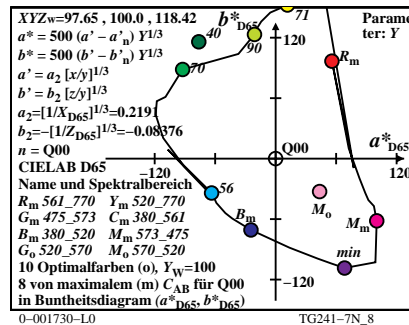 XYZw=97.65, 100.0, 118.42
a* = 500 (a' - a'n) Y^1/3
b* = 500 (b' - b'n) Y^1/3
a' = a2 [x/y]^1/3
b' = b2 [z/y]^1/3
a2=[1/XD65]^1/3=0.2191
b2=-[1/ZD65]^1/3=-0.08376
n = Q00
CIELAB D65
Name und Spektralbereich
Rm 561_770 Ym 520_770
Gm 475_573 Cm 380_561
Bm 380_520 Mm 573_475
Go 520_570 Mo 570_520
10 Optimalfarben (o), YW=100
8 von maximalem (m) CAB für Q00
in Buntheitsdiagram (a*D65, b*D65)
b*D65
71
Parame
ter: Y
40
90
120
70
Rm
Q00
a*D65
-120
120
56
Mo
Bm
Mm
min
-120
0-001730-L0
TG241-7N_8